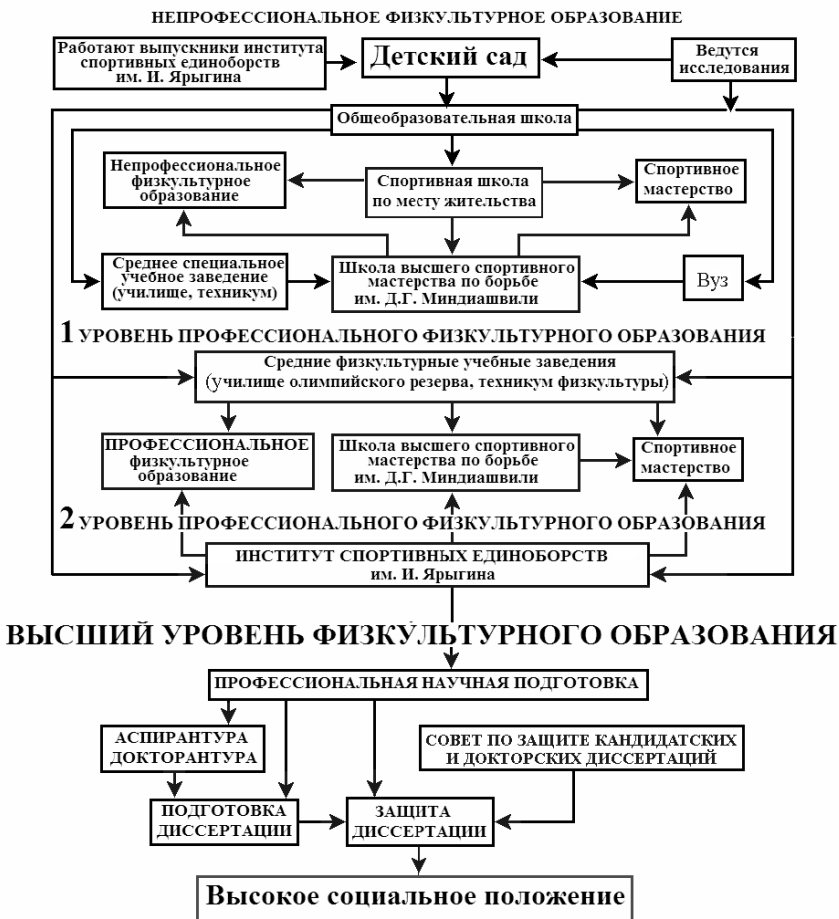 НЕПРОФЕССИОНАЛЬНОЕ ФИЗКУЛЬТУРНОЕ ОБРАЗОВАНИЕ
Работают выпускники института
спортивных единоборств
им. И. Ярыгина
Детский сад
Ведутся
исследования
Общеобразовательная школа
Непрофессиональное
физкультурное
образование
Спортивная школа
по месту жительства
Спортивное
мастерство
Среднее специальное
учебное заведение
(училище, техникум)
Школа высшего спортивного
мастерства по борьбе
им. Д.Г. Миндиашвили
Вуз
1 УРОВЕНЬ ПРОФЕССИОНАЛЬНОГО ФИЗКУЛЬТУРНОГО ОБРАЗОВАНИЯ
Средние физкультурные учебные заведения
(училище олимпийского резерва, техникум физкультуры)
ПРОФЕССИОНАЛЬНОЕ
физкультурное
образование
Школа высшего спортивного
мастерства по борьбе
им. Д.Г. Миндиашвили
Спортивное
мастерство
2 УРОВЕНЬ ПРОФЕССИОНАЛЬНОГО ФИЗКУЛЬТУРНОГО ОБРАЗОВАНИЯ
ИНСТИТУТ СПОРТИВНЫХ ЕДИНОБОРСТВ
им. И. Ярыгина
ВЫСШИЙ УРОВЕНЬ ФИЗКУЛЬТУРНОГО ОБРАЗОВАНИЯ
ПРОФЕССИОНАЛЬНАЯ НАУЧНАЯ ПОДГОТОВКА
АСПИРАНТУРА
ДОКТОРАНТУРА
СОВЕТ ПО ЗАЩИТЕ КАНДИДАТСКИХ
И ДОКТОРСКИХ ДИССЕРТАЦИЙ
ПОДГОТОВКА
ДИССЕРТАЦИИ
ЗАЩИТА
ДИССЕРТАЦИИ
Высокое социальное положение